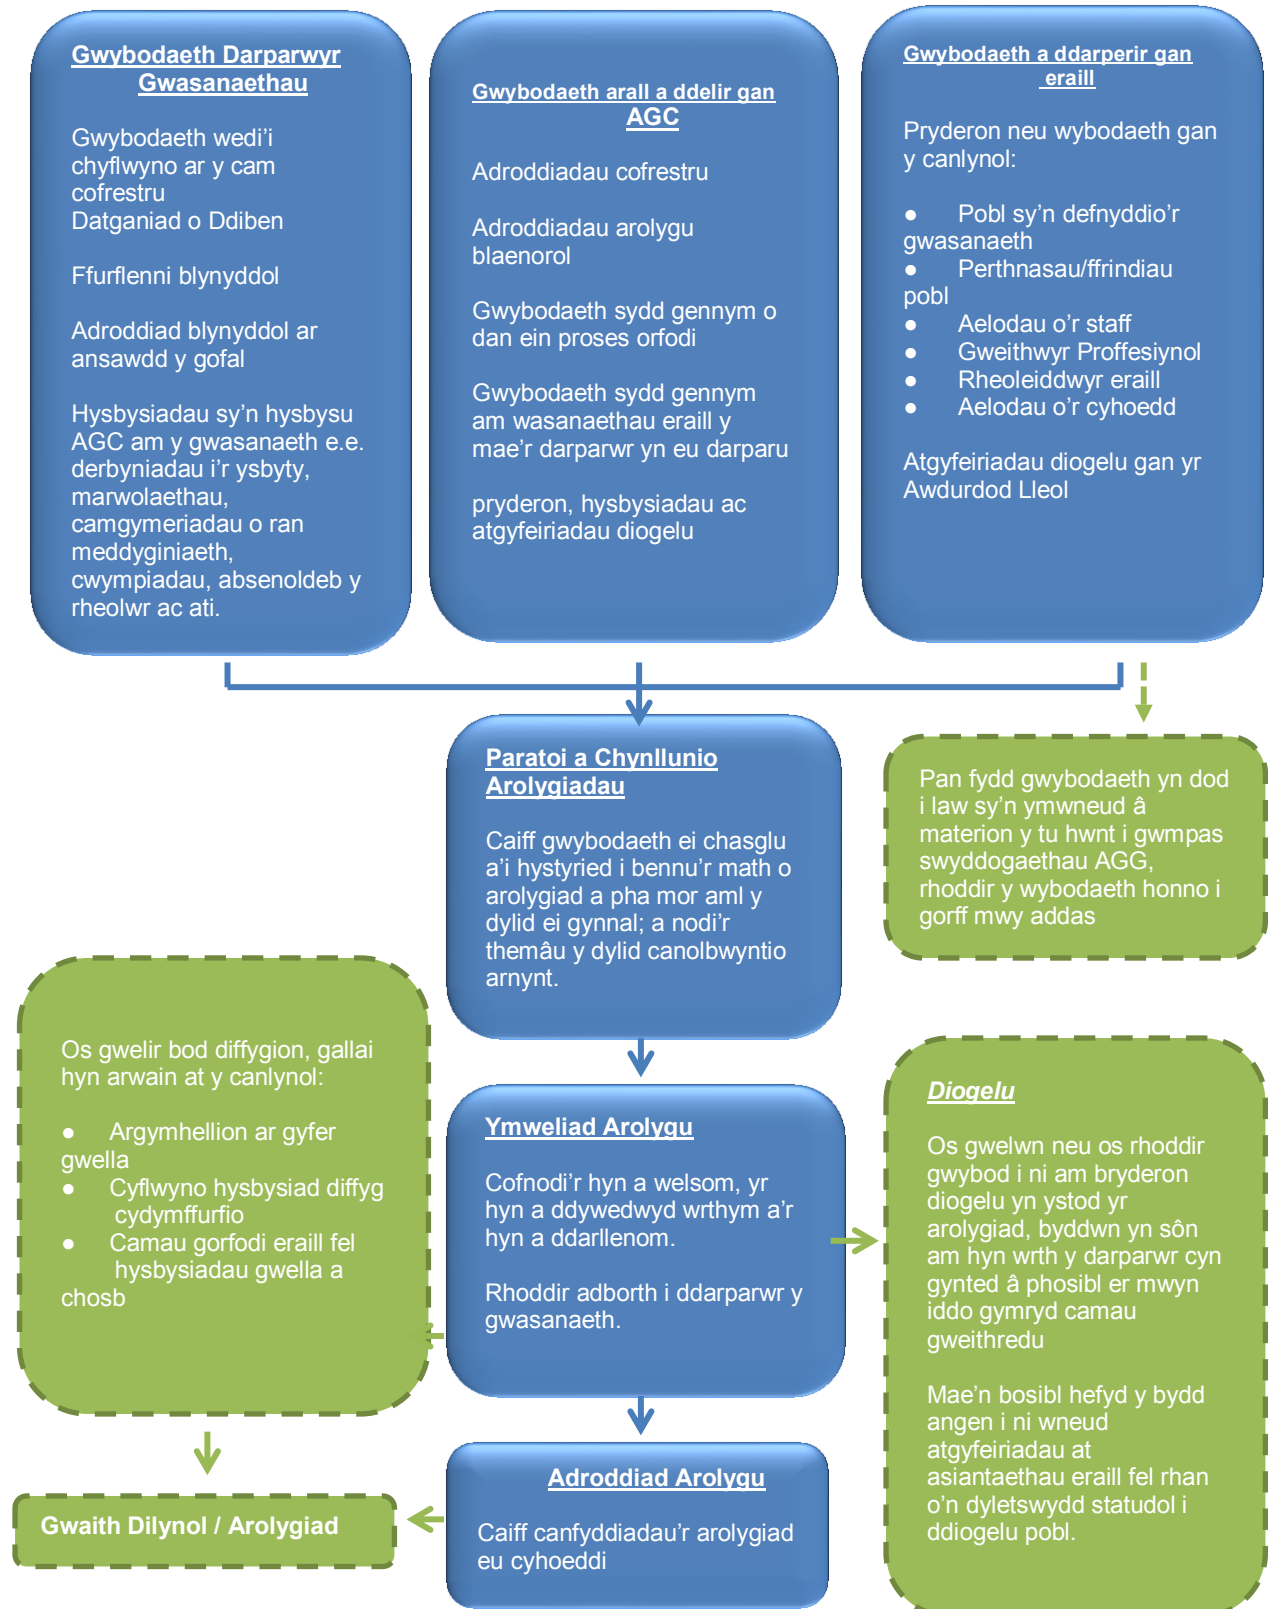 Gwybodaeth Darparwyr
Gwasanaethau
Gwybodaeth wedi'i
chyflwyno ar y cam
cofrestru
Datganiad o Ddiben
Ffurflenni blynyddol
Adroddiad blynyddol ar
ansawdd y gofal
Hysbysiadau sy'n hysbysu
AGC am y gwasanaeth e.e.
derbyniadau i'r ysbyty,
marwolaethau,
camgymeriadau o ran
meddyginiaeth,
cwympiadau, absenoldeb y
rheolwr ac ati.
Gwybodaeth arall a ddelir gan
AGC
Adroddiadau cofrestru
Adroddiadau arolygu
blaenorol
Gwybodaeth sydd gennym o
dan ein proses orfodi
Gwybodaeth sydd gennym
am wasanaethau eraill y
mae'r darparwr yn eu darparu
pryderon, hysbysiadau ac
atgyfeiriadau diogelu
Gwybodaeth a ddarperir gan
eraill
Pryderon neu wybodaeth gan
y canlynol:
● Pobl sy'n defnyddio'r
gwasanaeth
● Perthnasau/ffrindiau
pobl
● Aelodau o'r staff
● Gweithwyr Proffesiynol
● Rheoleiddwyr eraill
● Aelodau o'r cyhoedd
Atgyfeiriadau diogelu gan yr
Awdurdod Lleol
Paratoi a Chynllunio
Arolygiadau
Caiff gwybodaeth ei chasglu
a'i hystyried i bennu'r math o
arolygiad a pha mor aml y
dylid ei gynnal; a nodi'r
themâu y dylid canolbwyntio
arnynt.
Pan fydd gwybodaeth yn dod
i law sy'n ymwneud â
materion y tu hwnt i gwmpas
swyddogaethau AGG,
rhoddir y wybodaeth honno i
gorff mwy addas
Os gwelir bod diffygion, gallai
hyn arwain at y canlynol:
● Argymhellion ar gyfer
gwella
● Cyflwyno hysbysiad diffyg
cydymffurfio
● Camau gorfodi eraill fel
hysbysiadau gwella a
chosb
Ymweliad Arolygu
Cofnodi'r hyn a welsom, yr
hyn a ddywedwyd wrthym a'r
hyn a ddarllenom.
Rhoddir adborth i ddarparwr y
gwasanaeth.
Diogelu
Os gwelwn neu os rhoddir
gwybod i ni am bryderon
diogelu yn ystod yr
arolygiad, byddwn yn sôn
am hyn wrth y darparwr cyn
gynted â phosibl er mwyn
iddo gymryd camau
gweithredu
Mae'n bosibl hefyd y bydd
angen i ni wneud
atgyfeiriadau at
asiantaethau eraill fel rhan
o'n dyletswydd statudol i
ddiogelu pobl.
Gwaith Dilynol / Arolygiad
Adroddiad Arolygu
Caiff canfyddiadau'r arolygiad
eu cyhoeddi